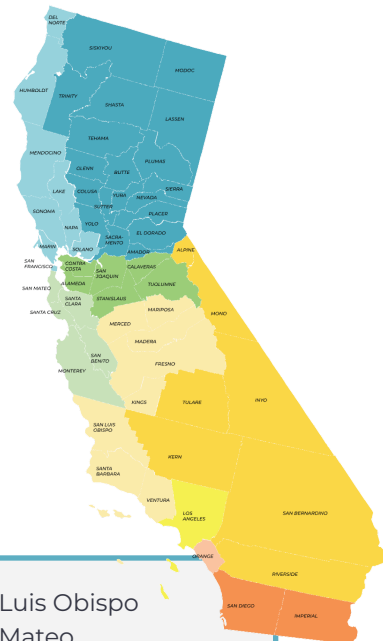 DEL
NORTE
SISKIYOU
MODOC
HUMBOLDT
TRINITY
SHASTA
LASSEN
TEHAMA
MENDOCINO
PLUMAS
GLENN
BUTTE
SIERRA
LAKE
COLUSA
YUBA
NEVADA
SUTTER
PLACER
SONOMA
NAPA
YOLO
EL DORADO
SACRA-
MENTO
MARIN
SOLANO
AMADOR
ALPINE
SAN
FRANCISCO
CONTRA
COSTA
SAN
JOAQUIN
CALAVERAS
ALAMEDA
TUOLUMNE
SAN MATEO
SANTA
CLARA
STANISLAUS
SANTA CRUZ
MARIPOSA
MONO
MERCED
MADERA
SAN
BENITO
FRESNO
MONTEREY
KINGS
TULARE
INYO
SAN LUIS
OBISPO
KERN
SANTA
BARBARA
VENTURA
LOS
ANGELES
SAN BERNARDINO
ORANGE
RIVERSIDE
SAN DIEGO
IMPERIAL
Luis Obispo
Mateo